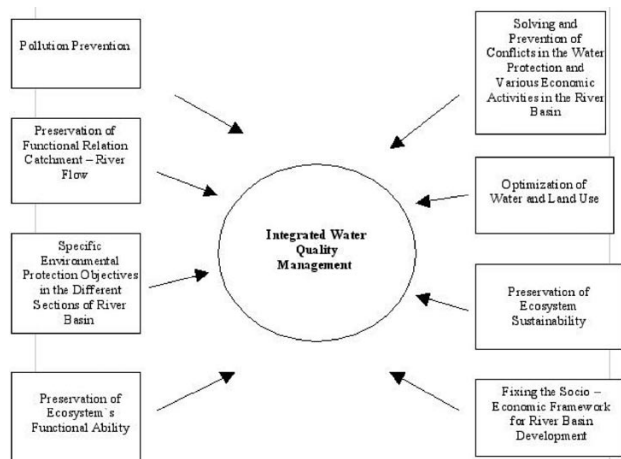 Pollution Prevention
Preservation of
Functional Relation
Catchment – River
Flow
Specific
Environmental
Protection Objectives
in the Different
Sections of River
Basin
Preservation of
Ecosystem`s
Functional Ability
Integrated Water
Quality
Management
Solving and
Prevention of
Conflicts in the Water
Protection and
Various Economic
Activities in the River
Basin
Optimization of
Water and Land Use
Preservation of
Ecosystem
Sustainability
Fixing the Socio –
Economic Framework
for River Basin
Development